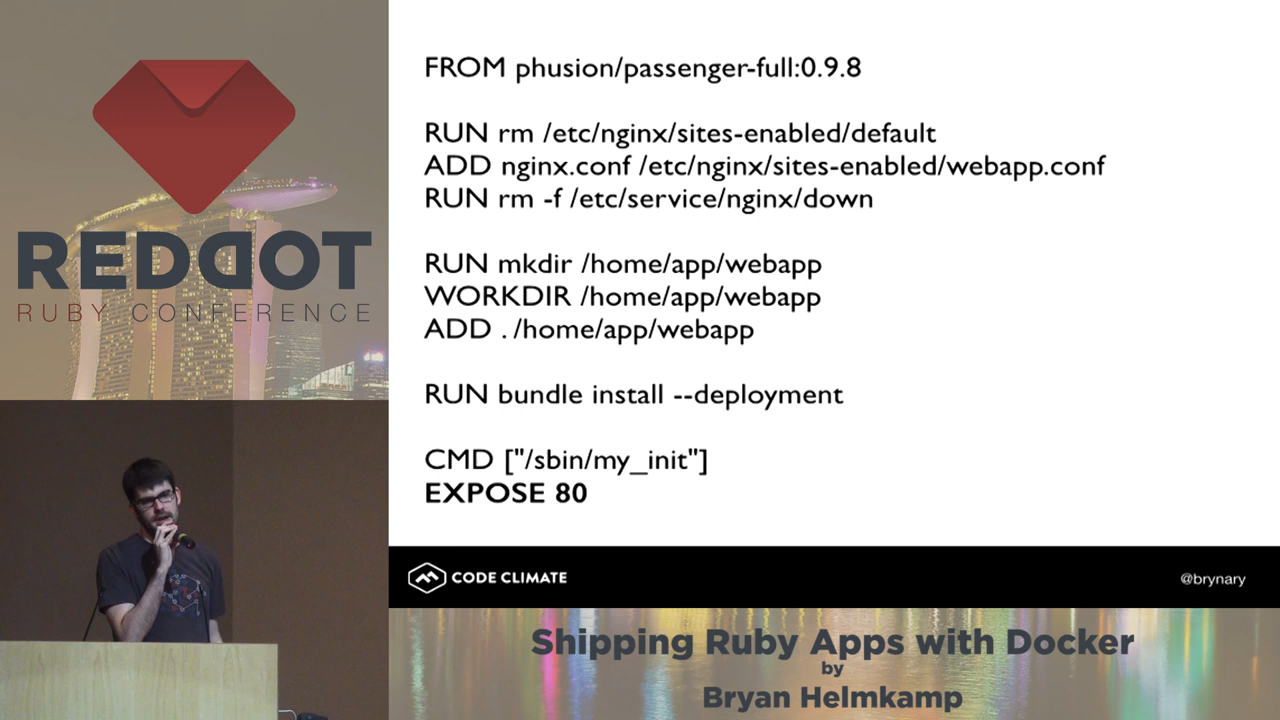 REDDOT
RUBY CONFERENCE
FROM phusion/passenger-full:0.9.8
RUN rm /etc/nginx/sites-enabled/default
ADD nginx.conf /etc/nginx/sites-enabled/webapp.conf
RUN rm -f /etc/service/nginx/down
RUN mkdir /home/app/webapp
WORKDIR /home/app/webapp
ADD . /home/app/webapp
RUN bundle install --deployment
CMD ["/sbin/my_init"]
EXPOSE 80
CODE CLIMATE
@brynary
Shipping Ruby Apps with Docker
by
Bryan Helmkamp